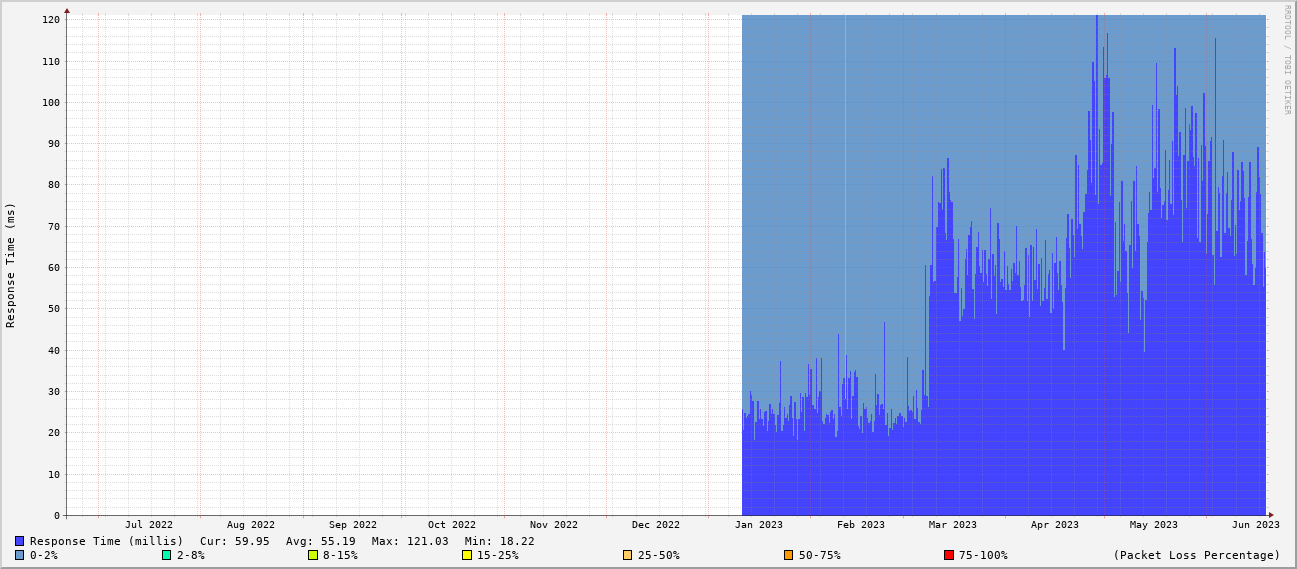 RRDTOOL / TOBI OETIKER
Response Time (ms)
120
110
100
90
80
70
60
50
40
30
20
10
0
Jul 2022 Aug 2022 Sep 2022 Oct 2022 Nov 2022 Dec 2022 Jan 2023 Feb 2023 Mar 2023 Apr 2023 May 2023 Jun 2023
Response Time (millis) Cur: 59.95 Avg: 55.19 Max: 121.03 Min: 18.22
0-2% 2-8% 8-15% 15-25% 25-50% 50-75% 75-100% (Packet Loss Percentage)